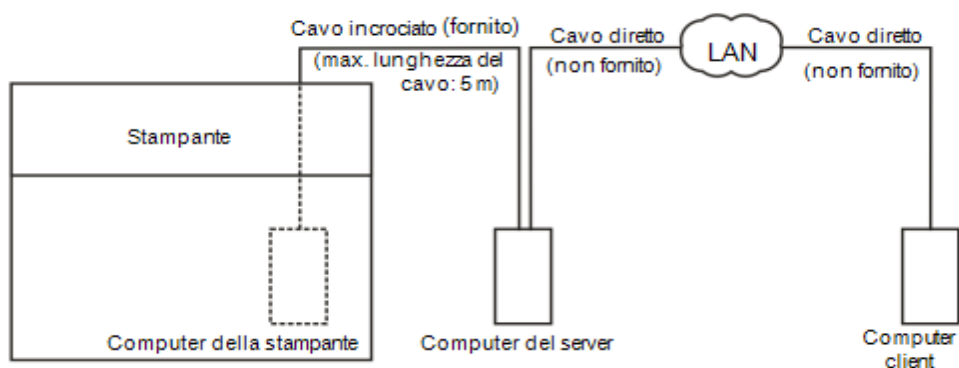 Cavo incrociato (fornito)
(max. lunghezza del
cavo: 5 m)
Cavo diretto
(non fornito)
LAN
Cavo diretto
(non fornito)
Stampante
Computer della stampante
Computer del server
Computer
client